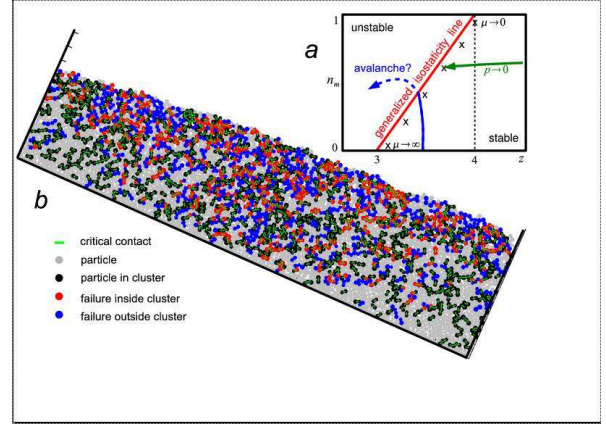 a
1
unstable
μ→0
avalanche?
generalized isostaticity line
n_m
p→0
μ→∞
stable
0
3
4
z
b
critical contact
particle
particle in cluster
failure inside cluster
failure outside cluster